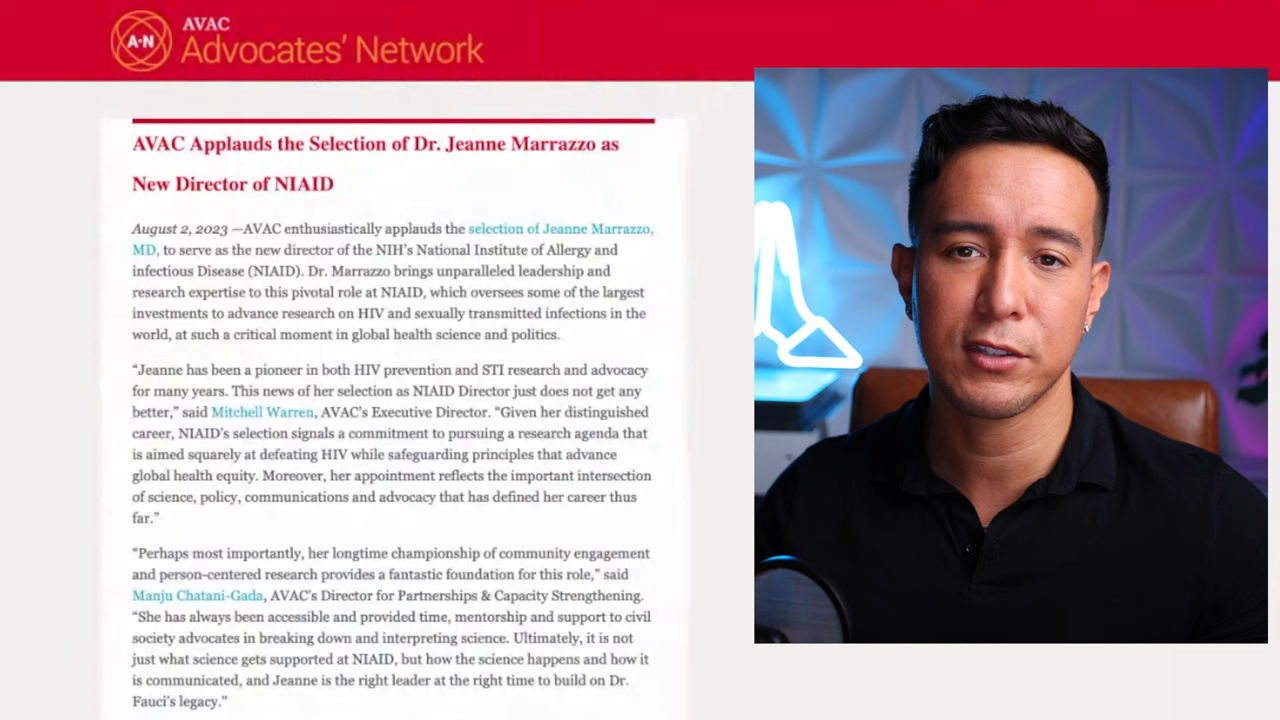 AVAC
A·N
Advocates' Network
AVAC Applauds the Selection of Dr. Jeanne Marrazzo as
New Director of NIAID
August 2, 2023 —AVAC enthusiastically applauds the selection of Jeanne Marrazzo,
MD, to serve as the new director of the NIH's National Institute of Allergy and
infectious Disease (NIAID). Dr. Marrazzo brings unparalleled leadership and
research expertise to this pivotal role at NIAID, which oversees some of the largest
investments to advance research on HIV and sexually transmitted infections in the
world, at such a critical moment in global health science and politics.
“Jeanne has been a pioneer in both HIV prevention and STI research and advocacy
for many years. This news of her selection as NIAID Director just does not get any
better,” said Mitchell Warren, AVAC's Executive Director. “Given her distinguished
career, NIAID's selection signals a commitment to pursuing a research agenda that
is aimed squarely at defeating HIV while safeguarding principles that advance
global health equity. Moreover, her appointment reflects the important intersection
of science, policy, communications and advocacy that has defined her career thus
far.”
“Perhaps most importantly, her longtime championship of community engagement
and person-centered research provides a fantastic foundation for this role,” said
Manju Chatani-Gada, AVAC's Director for Partnerships & Capacity Strengthening.
“She has always been accessible and provided time, mentorship and support to civil
society advocates in breaking down and interpreting science. Ultimately, it is not
just what science gets supported at NIAID, but how the science happens and how it
is communicated, and Jeanne is the right leader at the right time to build on Dr.
Fauci's legacy.”